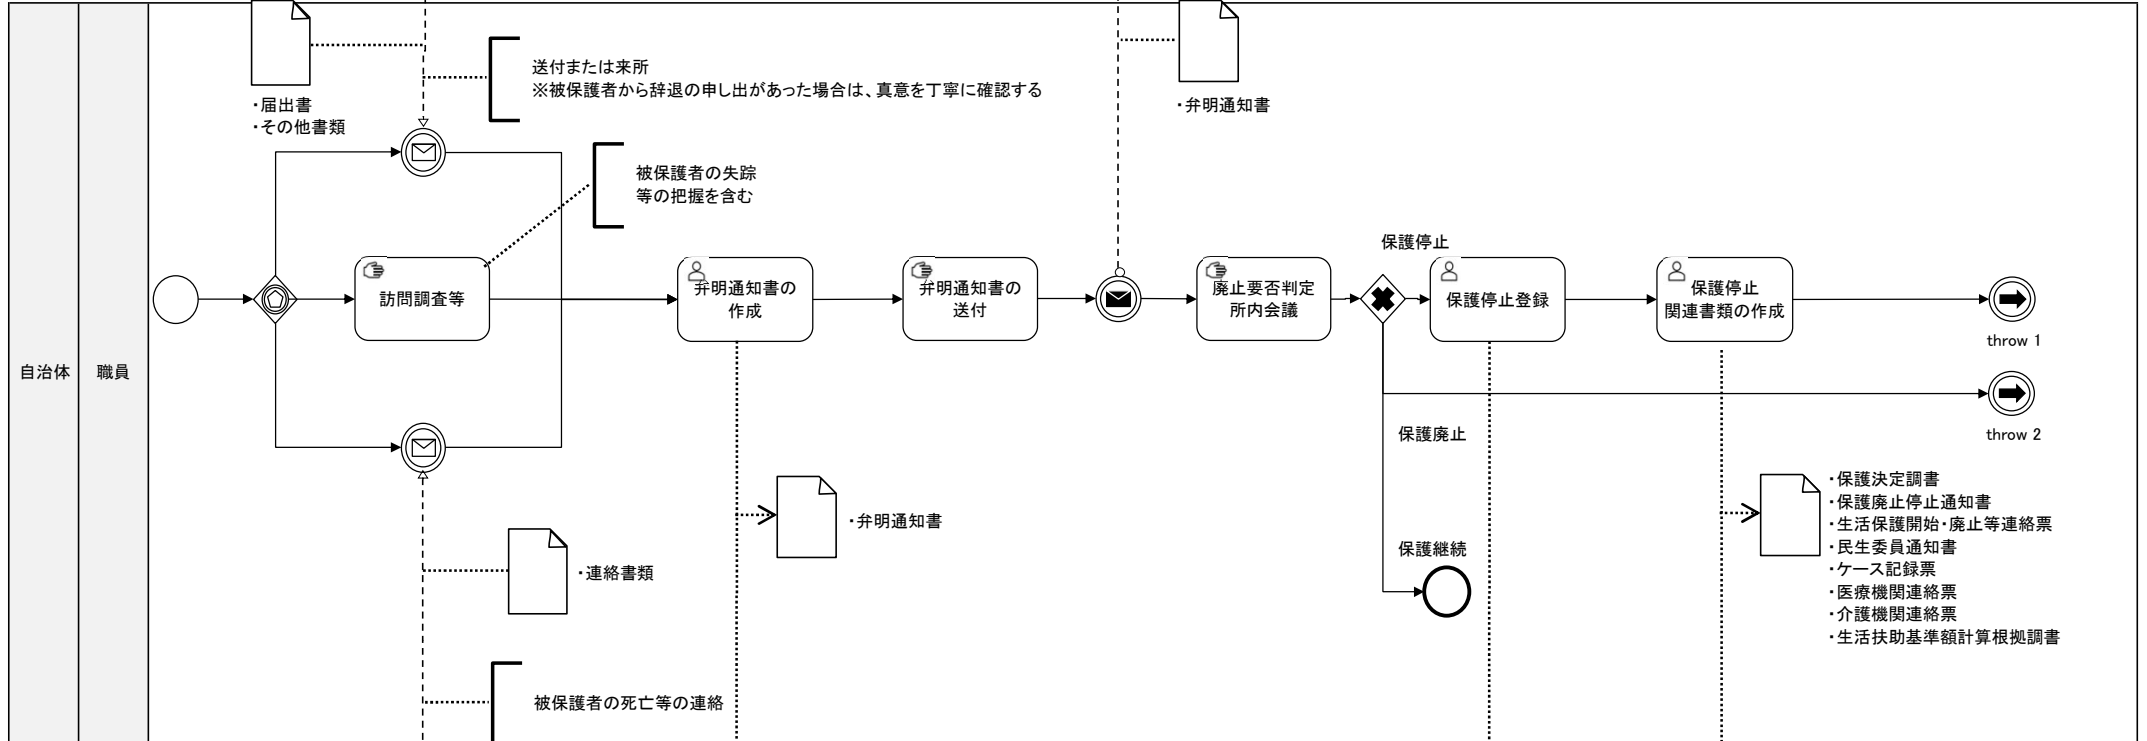 自治体
職員
・届出書
・その他書類
送付または来所
※被保護者から辞退の申し出があった場合は、真意を丁寧に確認する
・弁明通知書
被保護者の失踪
等の把握を含む
訪問調査等
弁明通知書の
作成
弁明通知書の
送付
廃止要否判定
所内会議
保護停止
保護停止登録
保護停止
関連書類の作成
throw 1
throw 2
保護廃止
保護継続
・弁明通知書
・連絡書類
被保護者の死亡等の連絡
・保護決定調書
・保護廃止停止通知書
・生活保護開始・廃止等連絡票
・民生委員通知書
・ケース記録票
・医療機関連絡票
・介護機関連絡票
・生活扶助基準額計算根拠調書